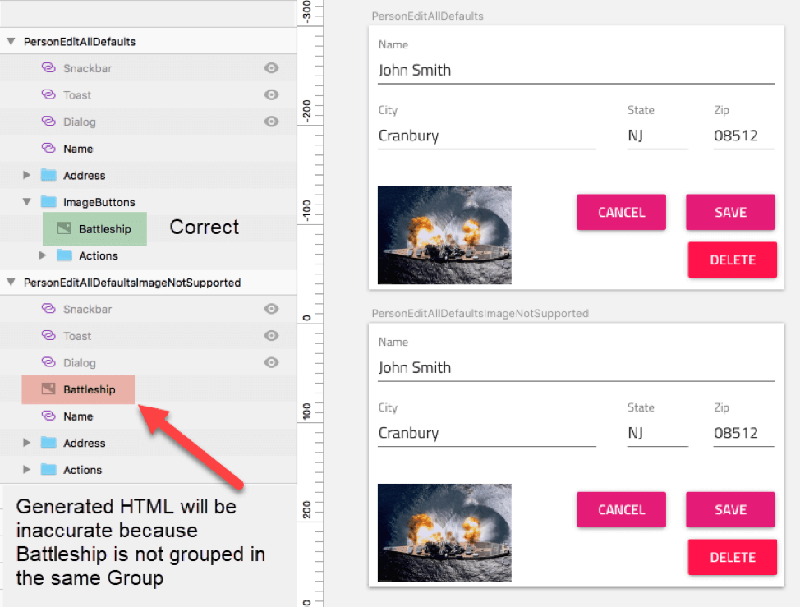 PersonEditAllDefaults
Snackbar
Toast
Dialog
Name
Address
ImageButtons
Battleship
Correct
Actions
PersonEditAllDefaultsImageNotSupported
Snackbar
Toast
Dialog
Battleship
Name
Address
Actions
Generated HTML will be
inaccurate because
Battleship is not grouped in
the same Group
-300
-200
-100
0
100
200
PersonEditAllDefaults
Name
John Smith
City State Zip
Cranbury NJ 08512
CANCEL SAVE
DELETE
PersonEditAllDefaultsImageNotSupported
Name
John Smith
City State Zip
Cranbury NJ 08512
CANCEL SAVE
DELETE